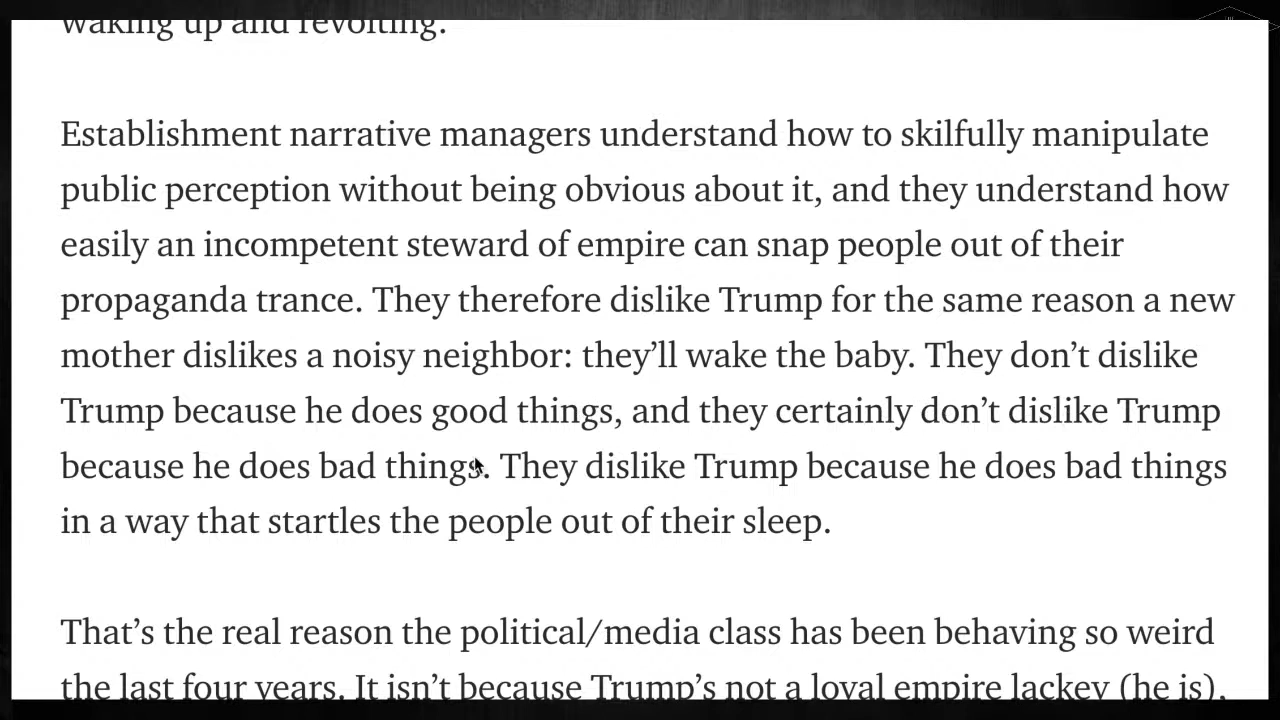 waking up and revolting.
Establishment narrative managers understand how to skilfully manipulate
public perception without being obvious about it, and they understand how
easily an incompetent steward of empire can snap people out of their
propaganda trance. They therefore dislike Trump for the same reason a new
mother dislikes a noisy neighbor: they’ll wake the baby. They don’t dislike
Trump because he does good things, and they certainly don’t dislike Trump
because he does bad things. They dislike Trump because he does bad things
in a way that startles the people out of their sleep.
That’s the real reason the political/media class has been behaving so weird
the last four years. It isn’t because Trump’s not a loyal empire lackey (he is),